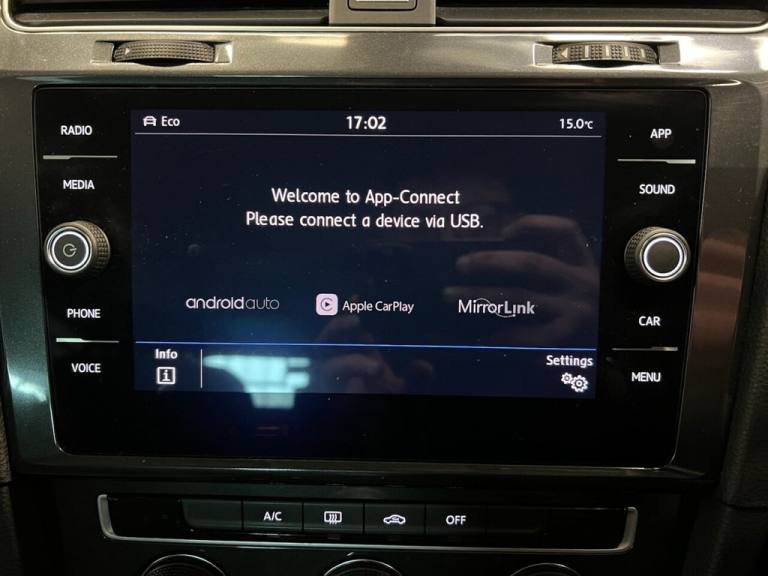 RADIO
MEDIA
PHONE
VOICE
Eco
17:02
15.0°C
Welcome to App-Connect
Please connect a device via USB.
androidauto
Apple CarPlay
MirrorLink
Info
Settings
APP
SOUND
CAR
MENU
A/C
OFF